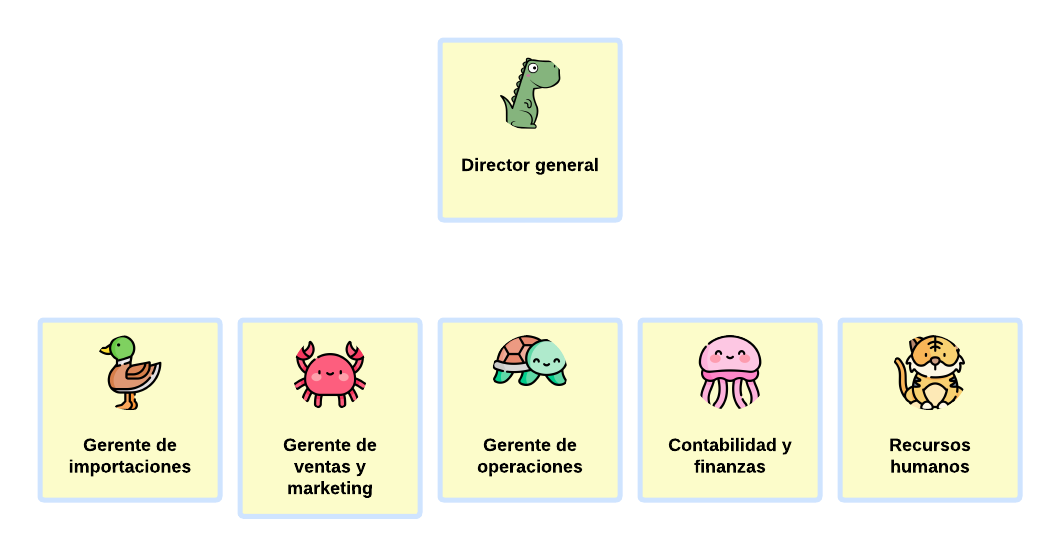 Director general
Gerente de
importaciones
Gerente de
ventas y
marketing
Gerente de
operaciones
Contabilidad y
finanzas
Recursos
humanos